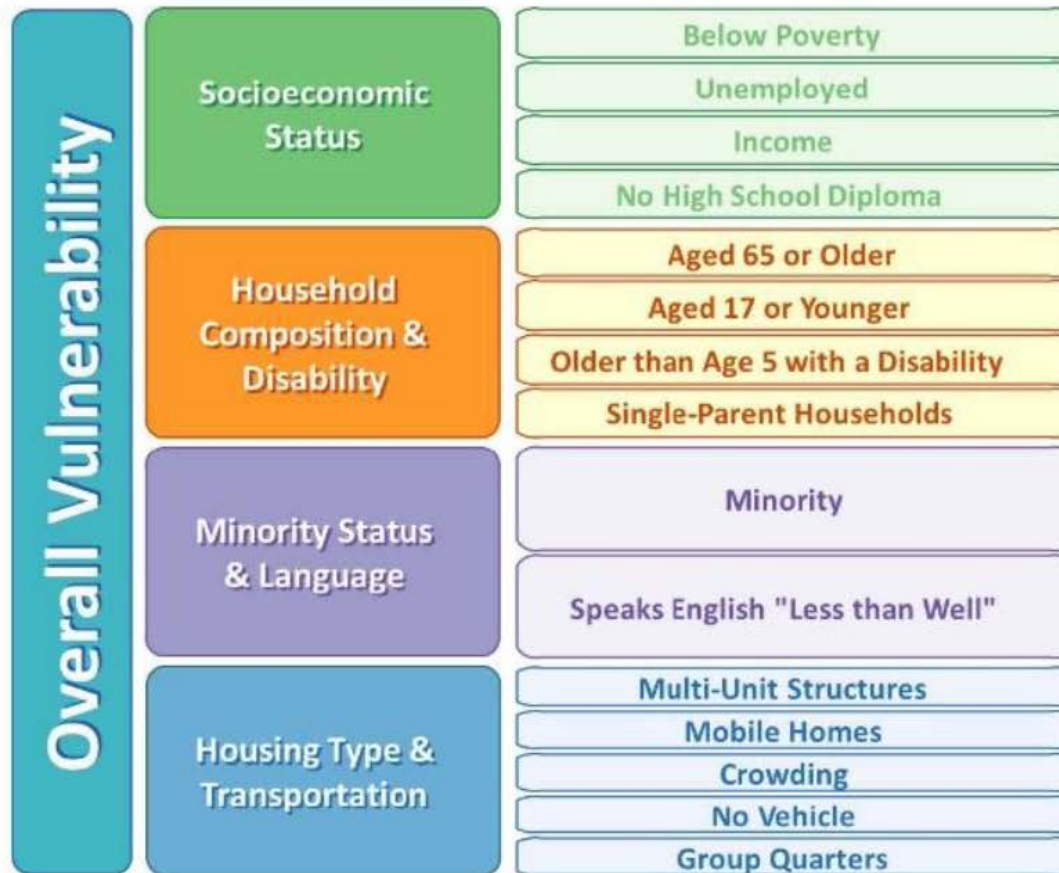 Overall Vulnerability
Socioeconomic
Status
Below Poverty
Unemployed
Income
No High School Diploma
Household
Composition &
Disability
Aged 65 or Older
Aged 17 or Younger
Older than Age 5 with a Disability
Single-Parent Households
Minority Status
& Language
Minority
Speaks English "Less than Well"
Housing Type &
Transportation
Multi-Unit Structures
Mobile Homes
Crowding
No Vehicle
Group Quarters